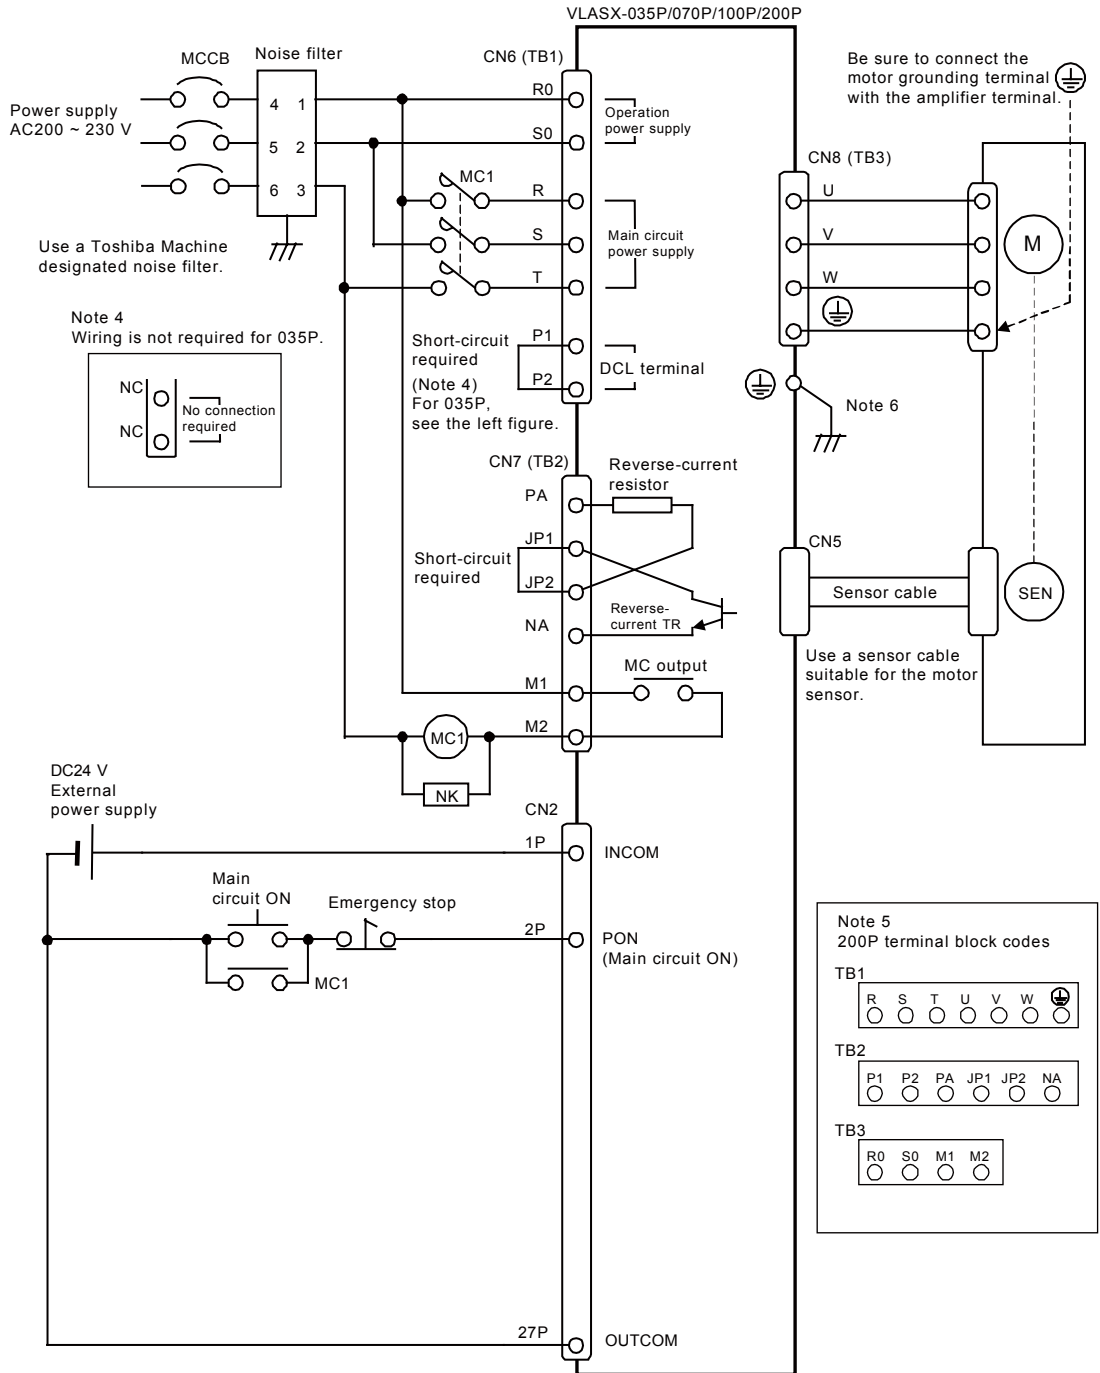 VLASX-035P/070P/100P/200P
MCCB
Noise filter
CN6 (TB1)
Power supply
AC200 ~ 230 V
4 1
5 2
6 3
R0
S0
Operation
power supply
Be sure to connect the
motor grounding terminal
with the amplifier terminal.
Use a Toshiba Machine
designated noise filter.
MC1
R
S
T
Main circuit
power supply
CN8 (TB3)
U
V
W
M
Note 4
Wiring is not required for 035P.
NC
NC
No connection
required
Short-circuit
required
(Note 4)
For 035P,
see the left figure.
P1
P2
DCL terminal
Note 6
CN7 (TB2)
Reverse-current
resistor
PA
JP1
JP2
Short-circuit
required
NA
Reverse-
current TR
CN5
Sensor cable
SEN
Use a sensor cable
suitable for the motor
sensor.
MC output
M1
M2
MC1
NK
DC24 V
External
power supply
CN2
1P
INCOM
Main
circuit ON
Emergency stop
MC1
2P
PON
(Main circuit ON)
27P
OUTCOM
Note 5
200P terminal block codes
TB1
R S T U V W
TB2
P1 P2 PA JP1 JP2 NA
TB3
R0 S0 M1 M2